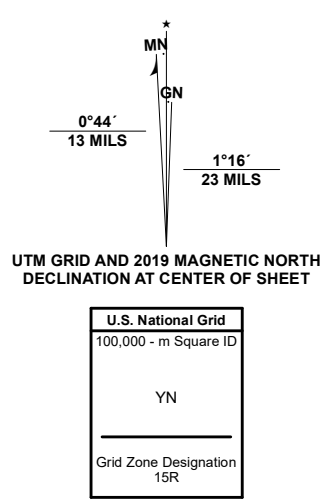 MN
GN
0°44´
13 MILS
1°16´
23 MILS
UTM GRID AND 2019 MAGNETIC NORTH
DECLINATION AT CENTER OF SHEET
U.S. National Grid
100,000 - m Square ID
YN
Grid Zone Designation
15R